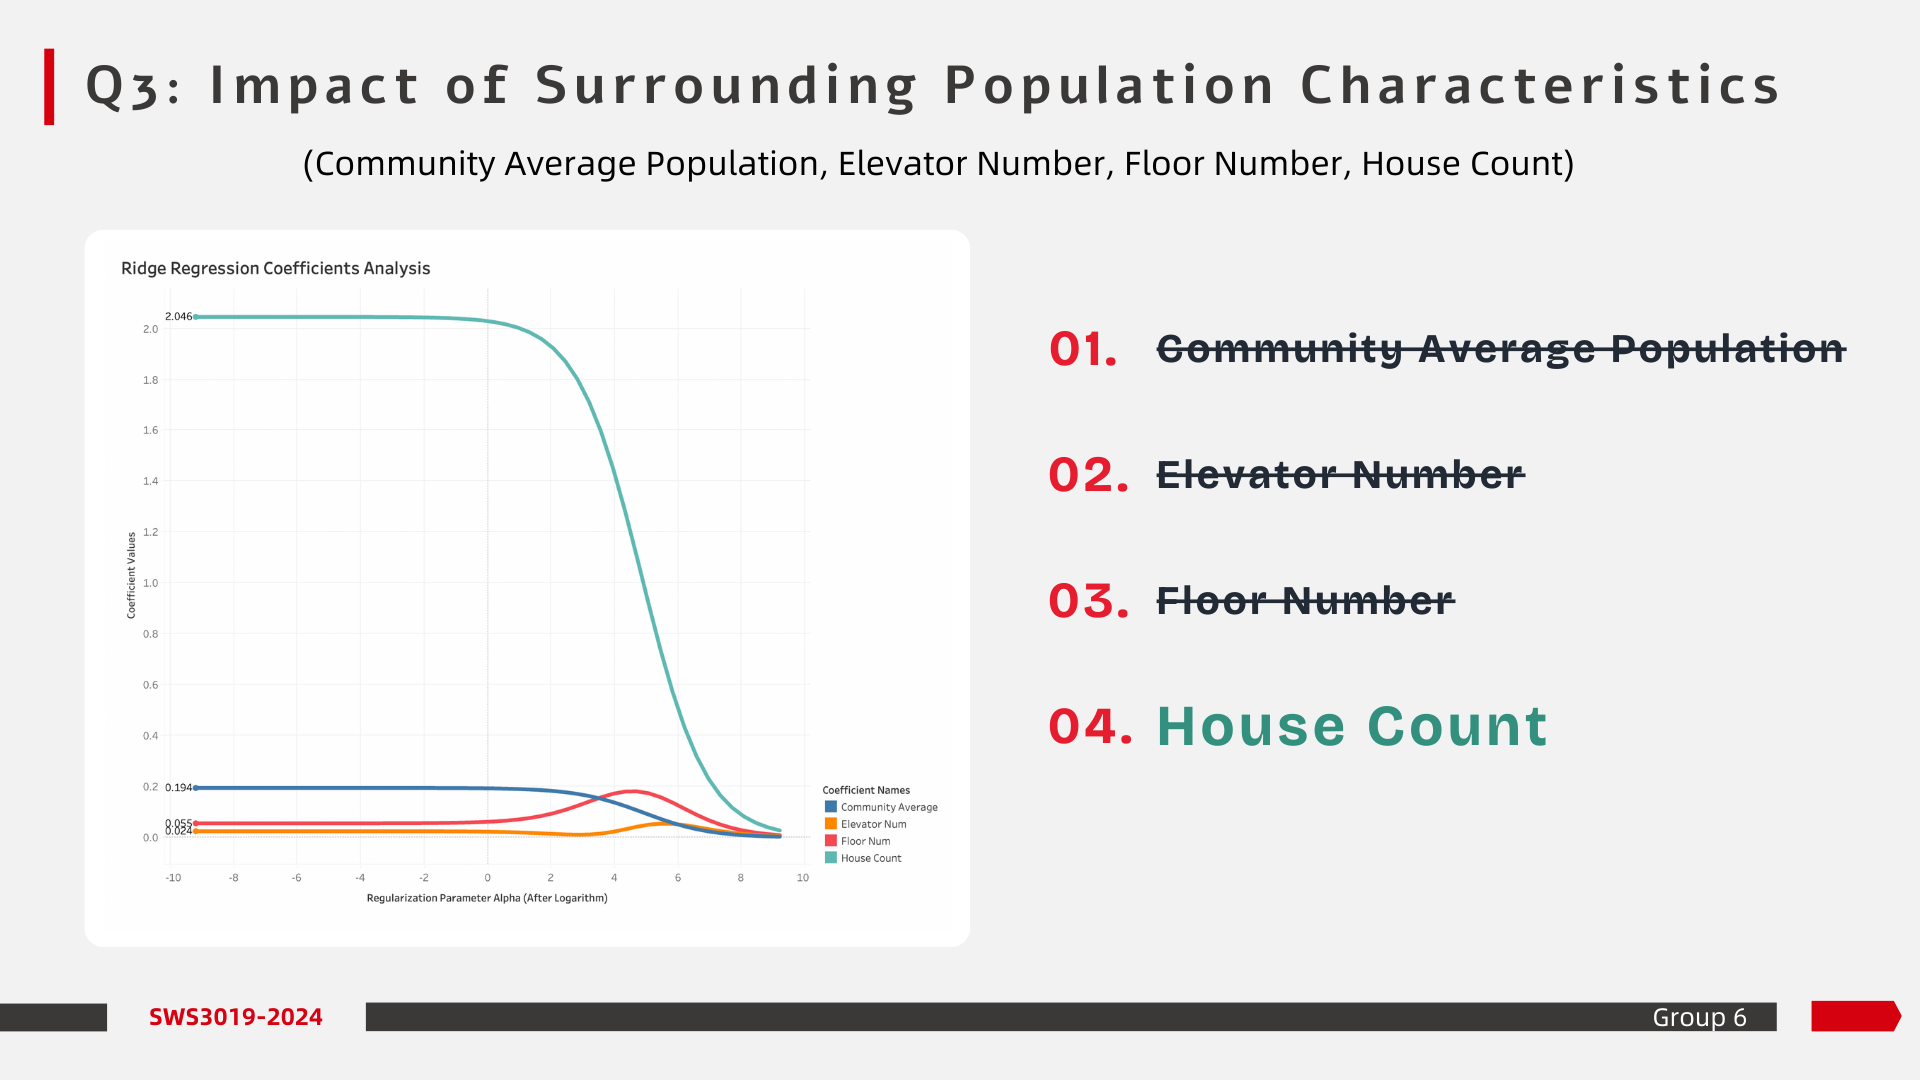 Q3: Impact of Surrounding Population Characteristics
(Community Average Population, Elevator Number, Floor Number, House Count)
Ridge Regression Coefficients Analysis
2.046
2.0
1.8
1.6
1.4
1.2
1.0
0.8
0.6
0.4
0.2
0.194
0.055
0.024
0.0
Coefficient Values
-10 -8 -6 -4 -2 0 2 4 6 8 10
Regularization Parameter Alpha (After Logarithm)
Coefficient Names
Community Average
Elevator Num
Floor Num
House Count
01. Community Average Population
02. Elevator Number
03. Floor Number
04. House Count
SWS3019-2024
Group 6